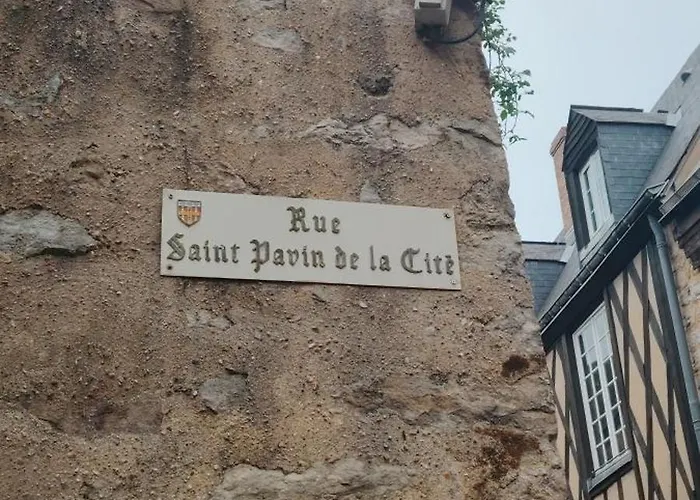 Rue
Saint Pavin de la Cité